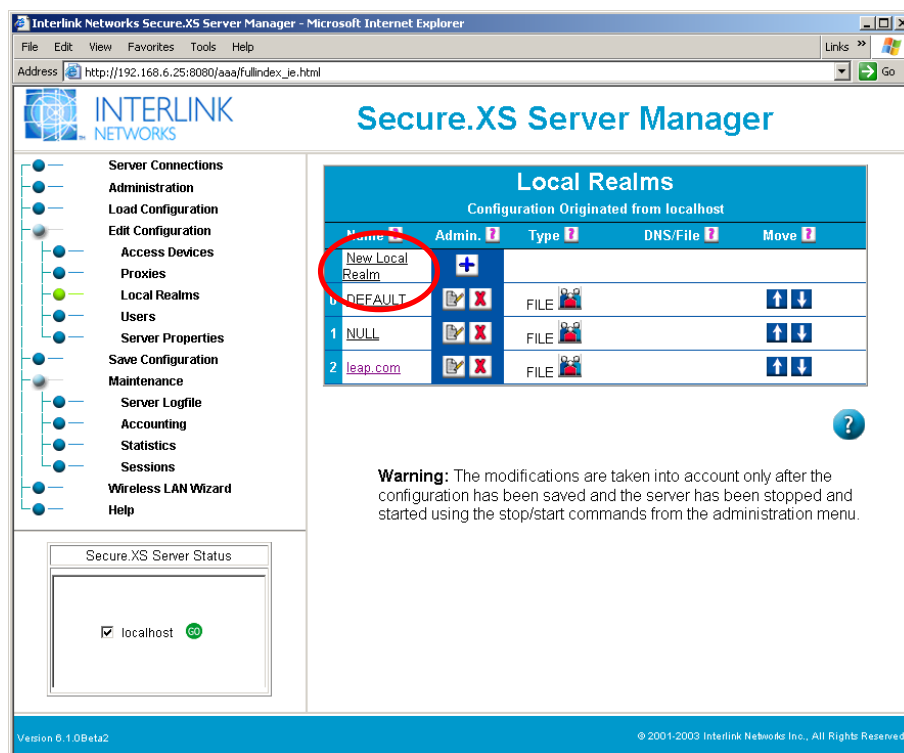 Interlink Networks Secure.XS Server Manager - Microsoft Internet Explorer
File Edit View Favorites Tools Help Links »
Address http://192.168.6.25:8080/aaa/fullindex_ie.html Go
INTERLINK
NETWORKS
Secure.XS Server Manager
Server Connections
Administration
Load Configuration
Edit Configuration
Access Devices
Proxies
Local Realms
Users
Server Properties
Save Configuration
Maintenance
Server Logfile
Accounting
Statistics
Sessions
Wireless LAN Wizard
Help
Secure.XS Server Status
localhost GO
Local Realms
Configuration Originated from localhost
Name ? Admin. ? Type ? DNS/File ? Move ?
New Local
Realm
0 DEFAULT FILE
1 NULL FILE
2 leap.com FILE
?
Warning: The modifications are taken into account only after the
configuration has been saved and the server has been stopped and
started using the stop/start commands from the administration menu.
Version 6.1.0Beta2 © 2001-2003 Interlink Networks Inc., All Rights Reserved